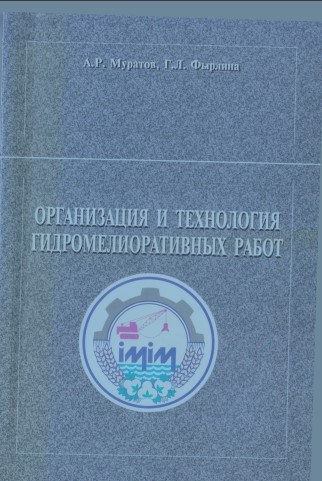 А.Р. Муратов, Г.Л. Фырлина
ОРГАНИЗАЦИЯ И ТЕХНОЛОГИЯ
ГИДРОМЕЛИОРАТИВНЫХ РАБОТ
imim